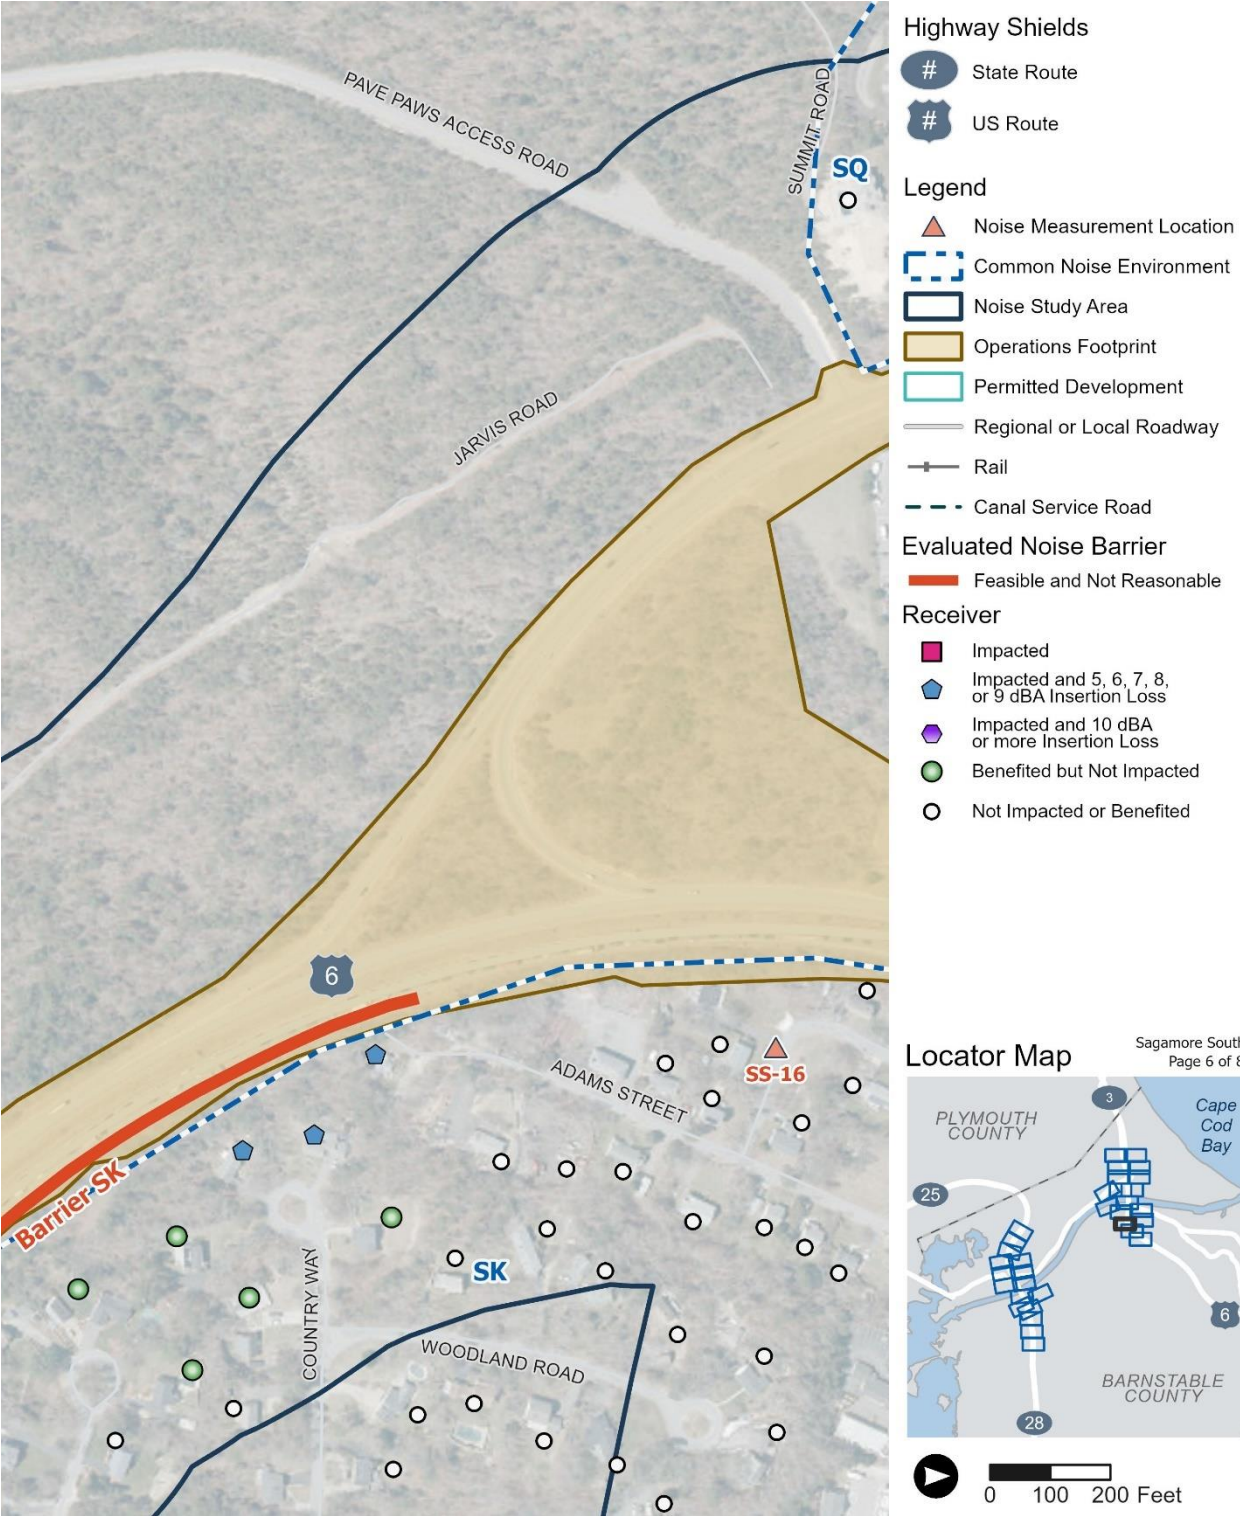 PAVE PAWS ACCESS ROAD
SUMMIT ROAD
SQ
JARVIS ROAD
6
Barrier SK
ADAMS STREET
SS-16
SK
COUNTRY WAY
WOODLAND ROAD
Highway Shields
# State Route
# US Route
Legend
Noise Measurement Location
Common Noise Environment
Noise Study Area
Operations Footprint
Permitted Development
Regional or Local Roadway
Rail
Canal Service Road
Evaluated Noise Barrier
Feasible and Not Reasonable
Receiver
Impacted
Impacted and 5, 6, 7, 8,
or 9 dBA Insertion Loss
Impacted and 10 dBA
or more Insertion Loss
Benefited but Not Impacted
Not Impacted or Benefited
Locator Map
Sagamore South
Page 6 of 8
3
PLYMOUTH
COUNTY
Cape
Cod
Bay
25
6
BARNSTABLE
COUNTY
28
0 100 200 Feet